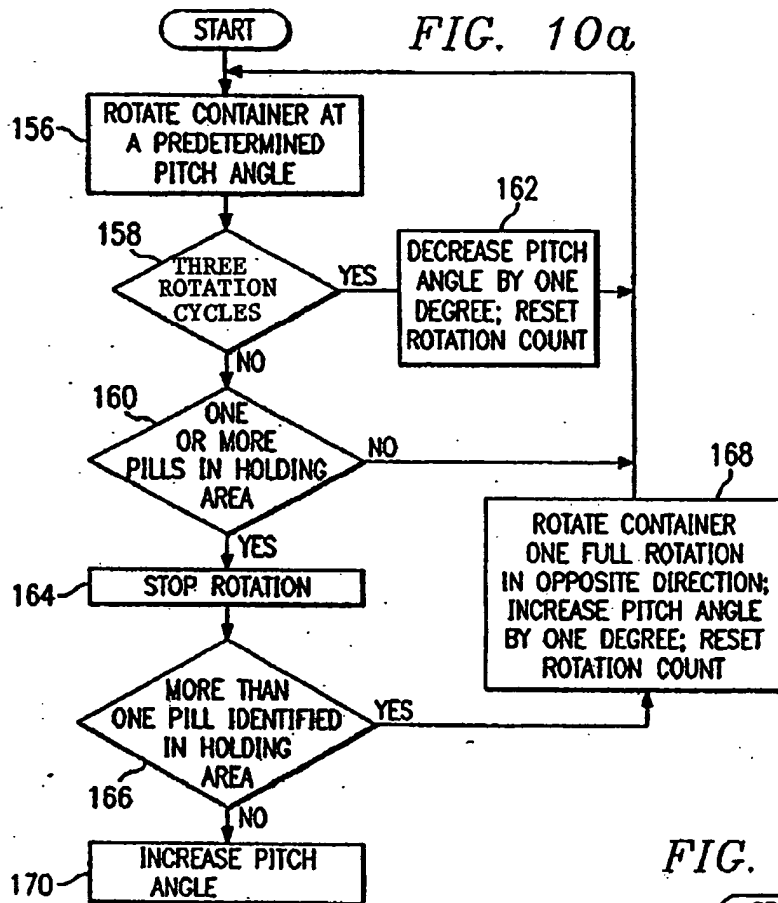 START
FIG. 10a
156
ROTATE CONTAINER AT
A PREDETERMINED
PITCH ANGLE
158
THREE
ROTATION
CYCLES
YES
162
DECREASE PITCH
ANGLE BY ONE
DEGREE; RESET
ROTATION COUNT
NO
160
ONE
OR MORE
PILLS IN HOLDING
AREA
NO
168
ROTATE CONTAINER
ONE FULL ROTATION
IN OPPOSITE DIRECTION;
INCREASE PITCH ANGLE
BY ONE DEGREE; RESET
ROTATION COUNT
YES
164
STOP ROTATION
MORE THAN
ONE PILL IDENTIFIED
IN HOLDING
AREA
YES
166
NO
170
INCREASE PITCH
ANGLE
FIG.